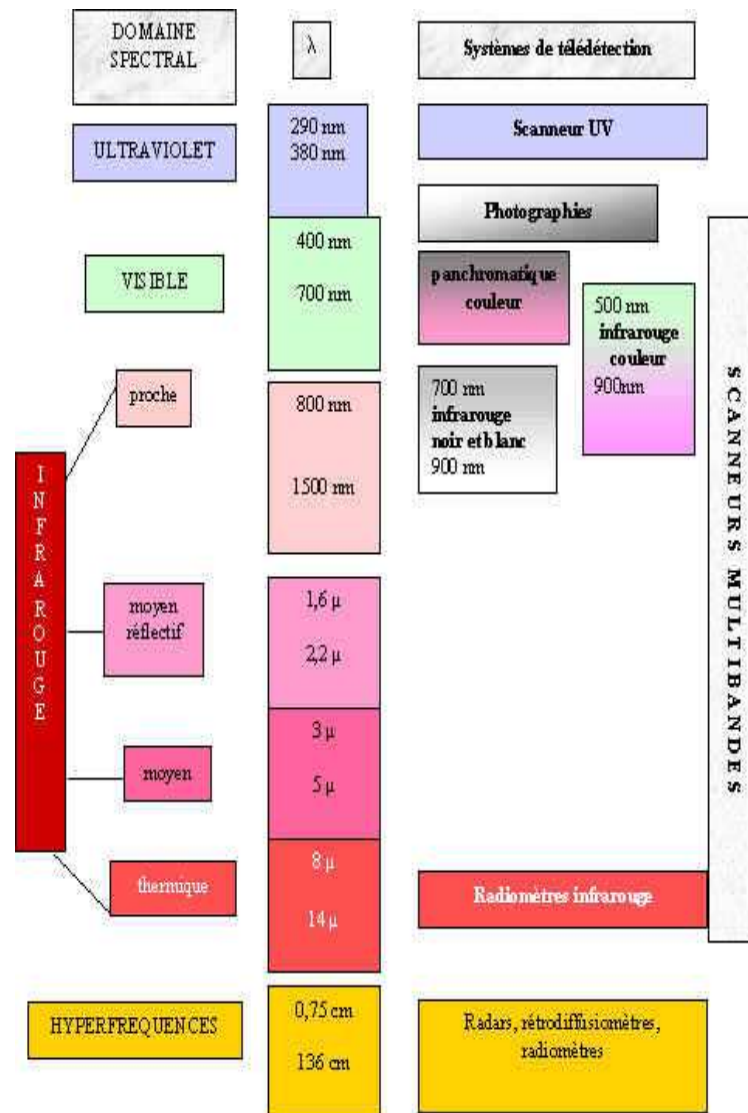 DOMAINE
SPECTRAL
λ
Systèmes de télédétection
ULTRAVIOLET
290 nm
380 nm
Scanneur UV
Photographies
VISIBLE
400 nm
700 nm
panchromatique
couleur
500 nm
infrarouge
couleur
900nm
proche
800 nm
1500 nm
700 nm
infrarouge
noir et blanc
900 nm
INFRA ROUGE
moyen
réflectif
1,6 µ
2,2 µ
moyen
3 µ
5 µ
thermique
8 µ
14 µ
Radiomètres infrarouge
SCANNEURS MULTIBANDES
HYPERFREQUENCES
0,75 cm
136 cm
Radars, rétrodiffusiomètres,
radiomètres